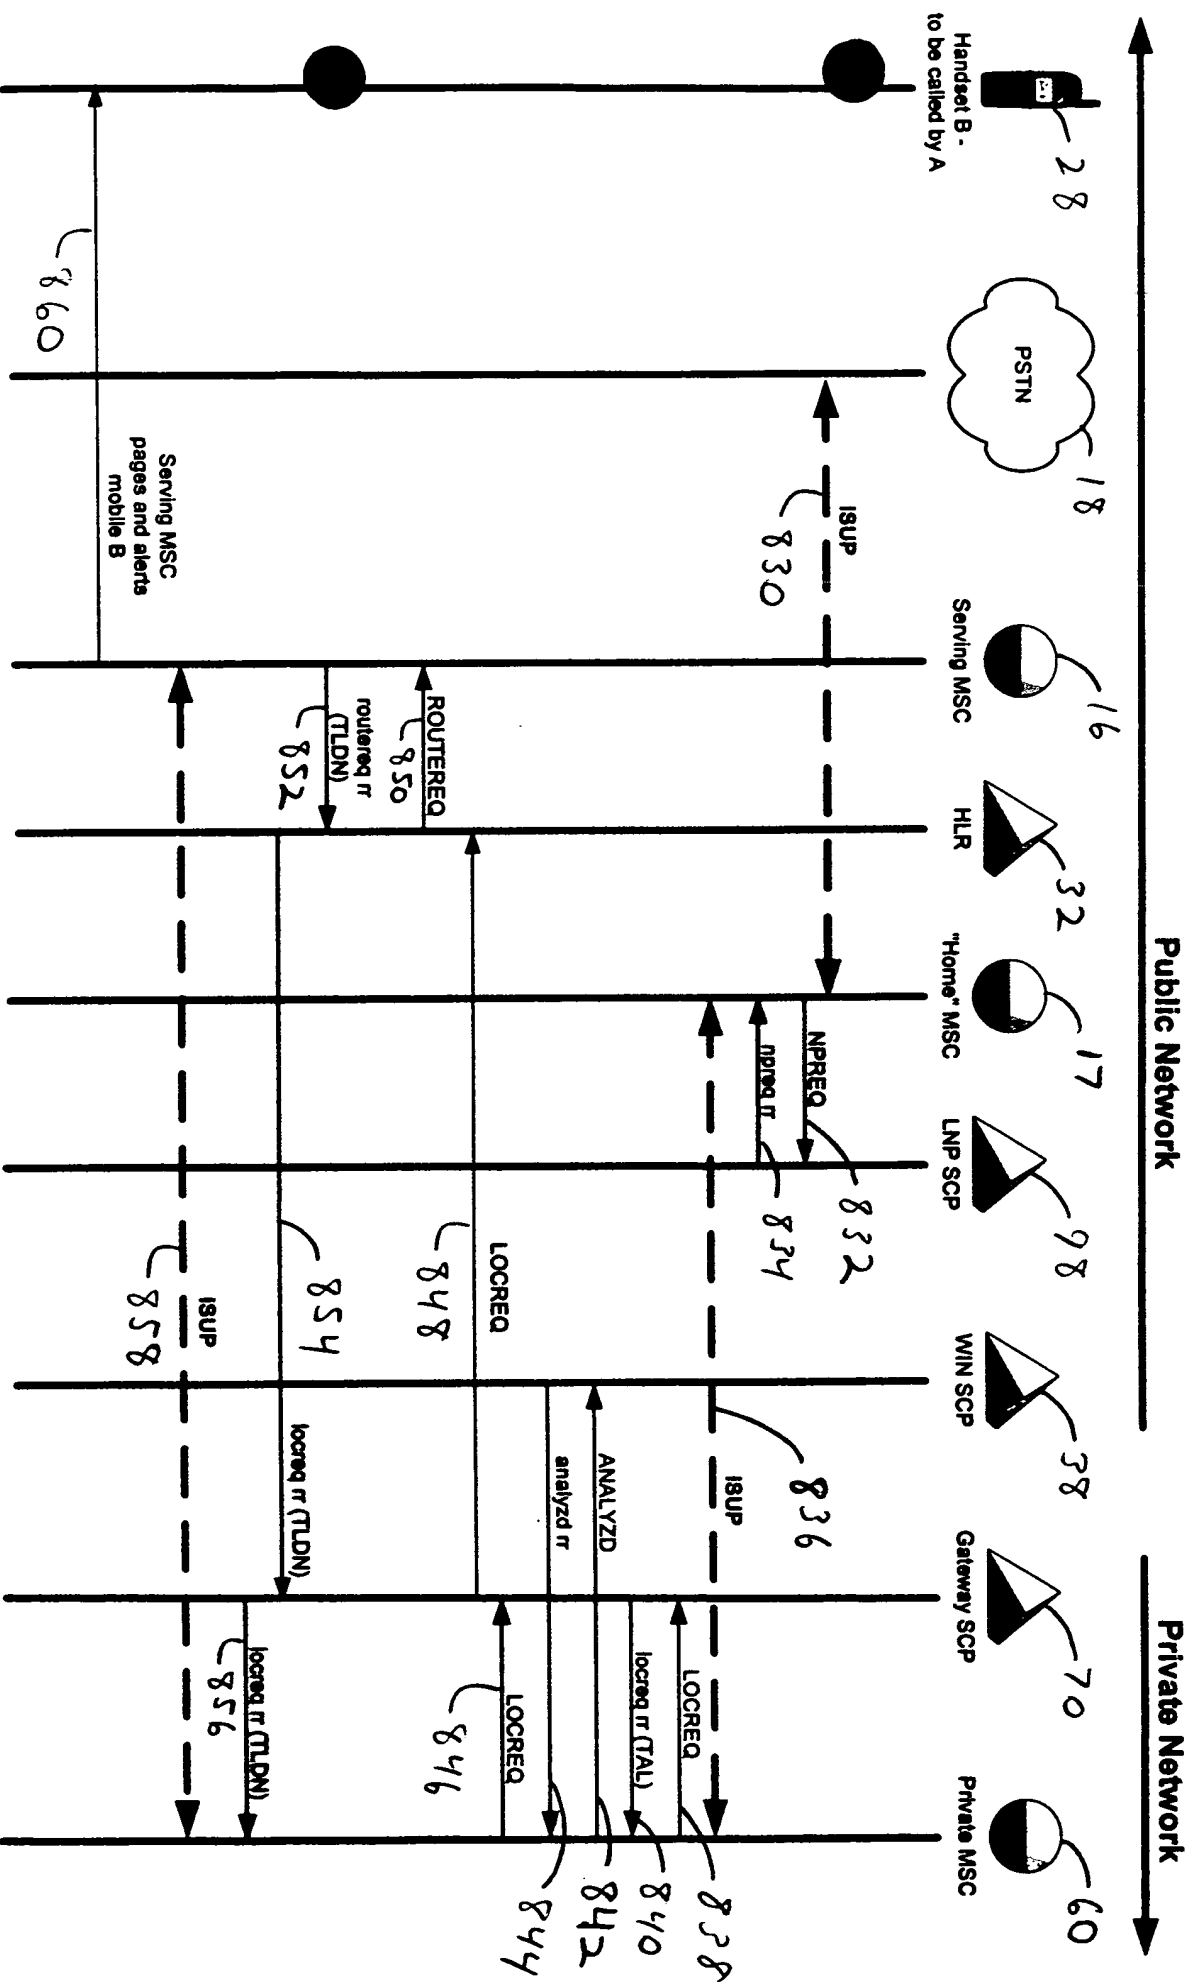 Public Network
Private Network
28
18
16
32
17
98
38
70
60
Handset B -
to be called by A
PSTN
Serving MSC
HLR
"Home" MSC
LNP SCP
WIN SCP
Gateway SCP
Private MSC
ISUP
830
NPREQ
832
npreq rr
834
ISUP
836
LOCREQ
838
locreq rr (TAL)
840
ANALYZD
842
analyzd rr
844
LOCREQ
846
LOCREQ
848
ROUTEREQ
850
routereq rr
(TLDN)
852
854
locreq rr (TLDN)
locreq rr (TLDN)
856
ISUP
858
Serving MSC
pages and alerts
mobile B
860